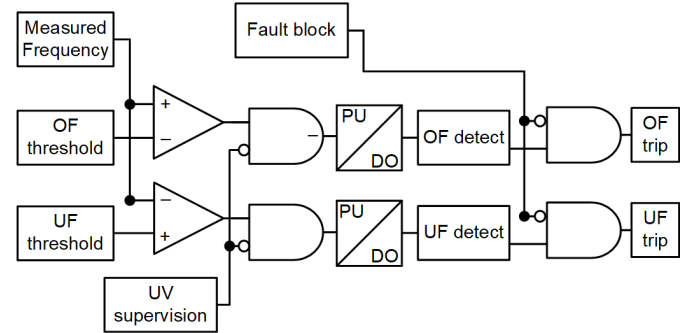 Measured
Frequency
Fault block
OF
threshold
+
−
−
PU
DO
OF detect
OF
trip
UF
threshold
−
+
PU
DO
UF detect
UF
trip
UV
supervision